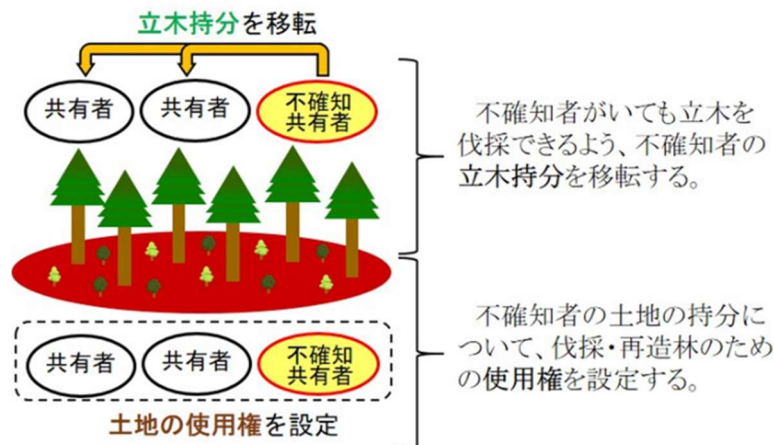 立木持分を移転
共有者
共有者
不確知
共有者
不確知者がいても立木を
伐採できるよう、不確知者の
立木持分を移転する。
不確知者の土地の持分に
ついて、伐採・再造林のため
の使用権を設定する。
共有者
共有者
不確知
共有者
土地の使用権を設定